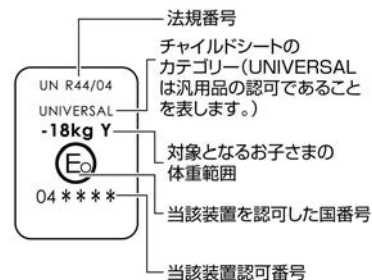 法規番号
チャイルドシートの
カテゴリー(UNIVERSAL
は汎用品の認可であること
を表します。)
UN R44/04
UNIVERSAL
-18kg Y
対象となるお子さまの
体重範囲
E0
04＊＊＊＊
当該装置を認可した国番号
当該装置認可番号